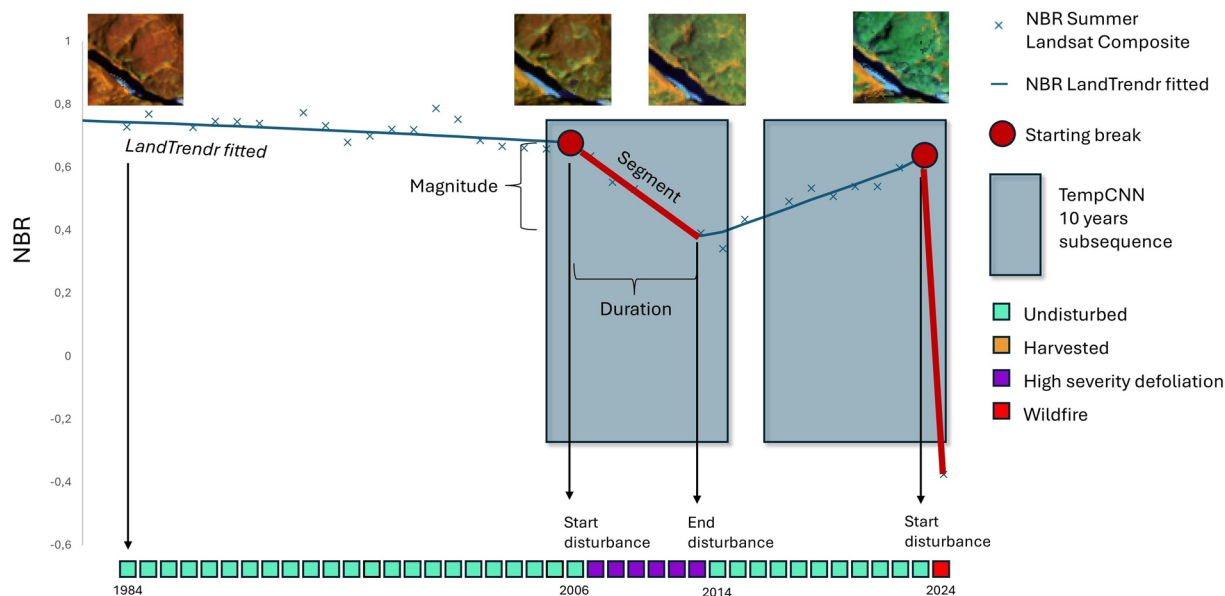 NBR Summer
Landsat Composite
NBR LandTrendr fitted
Starting break
TempCNN
10 years
subsequence
Undisturbed
Harvested
High severity defoliation
Wildfire
NBR
1
0,8
0,6
0,4
0,2
0
-0,2
-0,4
-0,6
LandTrendr fitted
Magnitude
Segment
Duration
Start
disturbance
End
disturbance
Start
disturbance
1984
2006
2014
2024